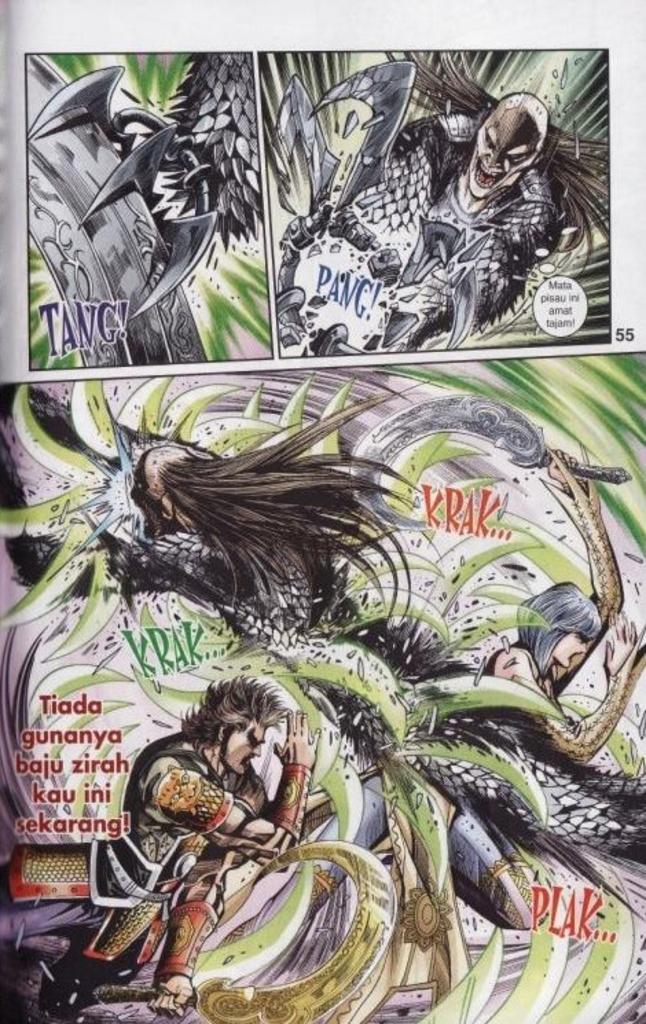 TANG!
PANG!
Mata
pisau ini
amat
tajam!
55
KRAK...
KRAK...
Tiada
gunanya
baju zirah
kau ini
sekarang!
PLAK...